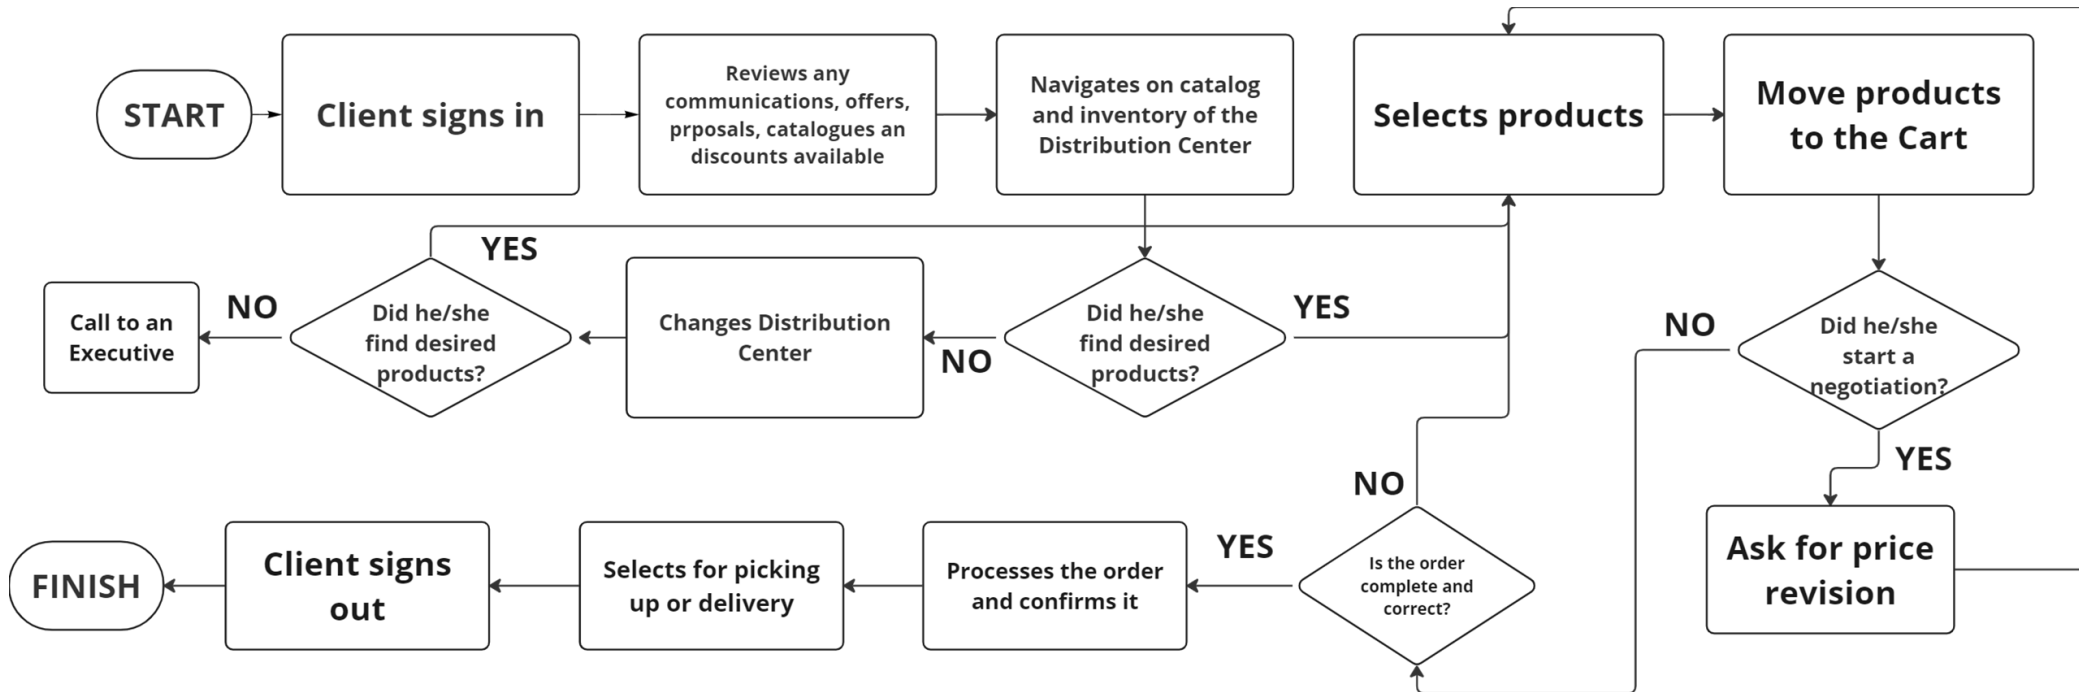 START
Client signs in
Reviews any
communications, offers,
prposals, catalogues an
discounts available
Navigates on catalog
and inventory of the
Distribution Center
Selects products
Move products
to the Cart
YES
Call to an
Executive
NO
Did he/she
find desired
products?
Changes Distribution
Center
NO
Did he/she
find desired
products?
YES
NO
Did he/she
start a
negotiation?
YES
Ask for price
revision
NO
Is the order
complete and
correct?
YES
Processes the order
and confirms it
Selects for picking
up or delivery
Client signs
out
FINISH